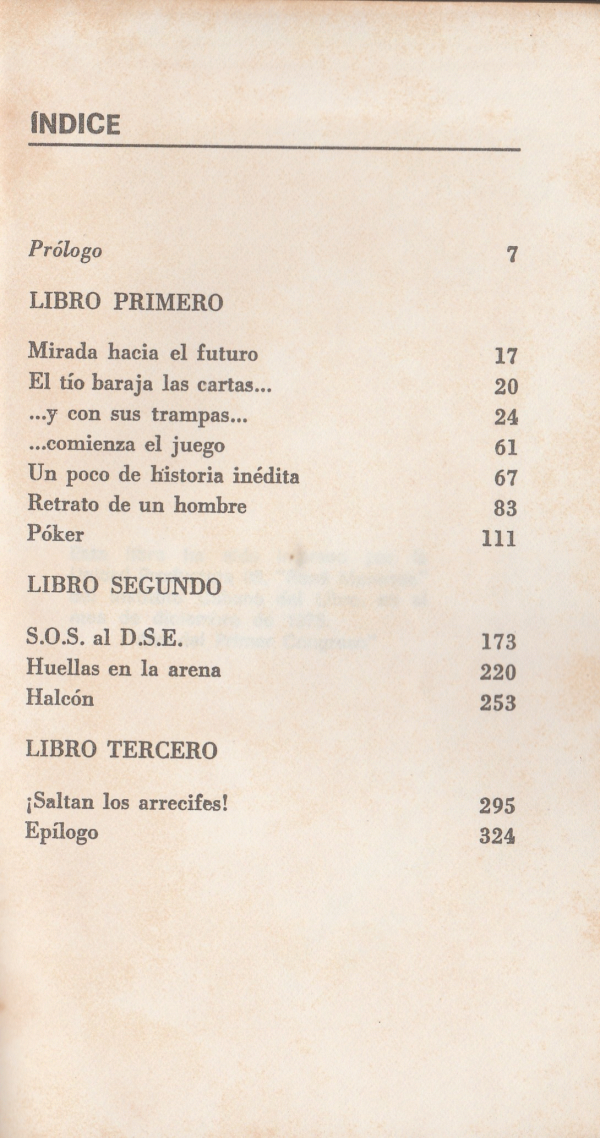 ÍNDICE
Prólogo 7
LIBRO PRIMERO
Mirada hacia el futuro 17
El tío baraja las cartas... 20
...y con sus trampas... 24
...comienza el juego 61
Un poco de historia inédita 67
Retrato de un hombre 83
Póker 111
LIBRO SEGUNDO
S.O.S. al D.S.E. 173
Huellas en la arena 220
Halcón 253
LIBRO TERCERO
¡Saltan los arrecifes! 295
Epílogo 324